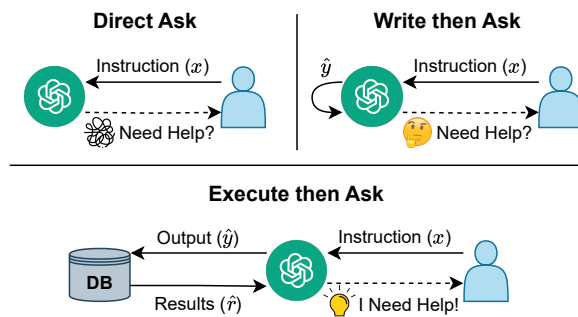 Direct Ask
Instruction (x)
Need Help?
Write then Ask
ŷ
Instruction (x)
Need Help?
Execute then Ask
Output (ŷ)
Instruction (x)
DB
Results (r̂)
I Need Help!